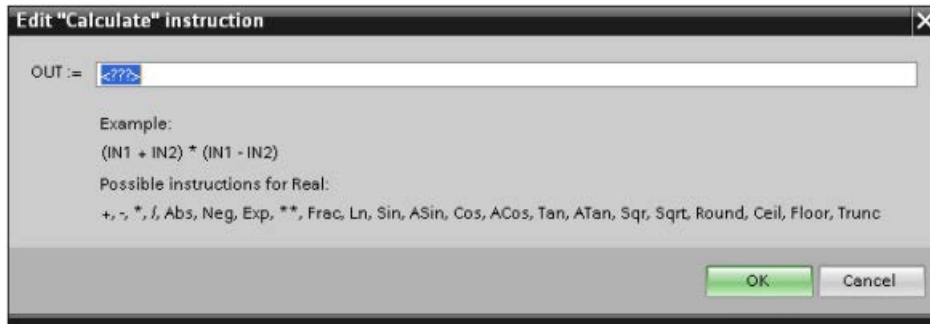 Edit "Calculate" instruction
OUT := <???>
Example:
(IN1 + IN2) * (IN1 - IN2)
Possible instructions for Real:
+, -, *, /, Abs, Neg, Exp, **, Frac, Ln, Sin, ASin, Cos, ACos, Tan, ATan, Sqr, Sqrt, Round, Ceil, Floor, Trunc
OK Cancel